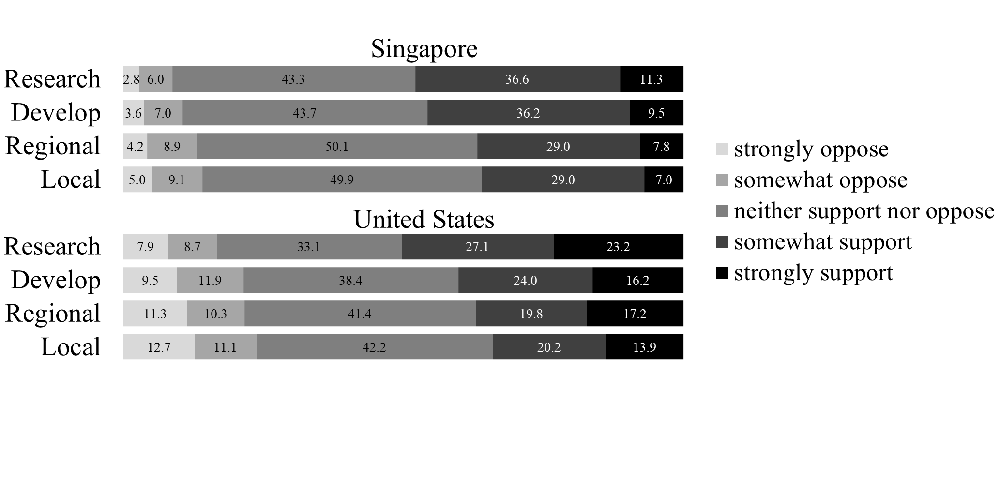 Singapore
Research 2.8 6.0 43.3 36.6 11.3
Develop 3.6 7.0 43.7 36.2 9.5
Regional 4.2 8.9 50.1 29.0 7.8
Local 5.0 9.1 49.9 29.0 7.0
United States
Research 7.9 8.7 33.1 27.1 23.2
Develop 9.5 11.9 38.4 24.0 16.2
Regional 11.3 10.3 41.4 19.8 17.2
Local 12.7 11.1 42.2 20.2 13.9
strongly oppose
somewhat oppose
neither support nor oppose
somewhat support
strongly support